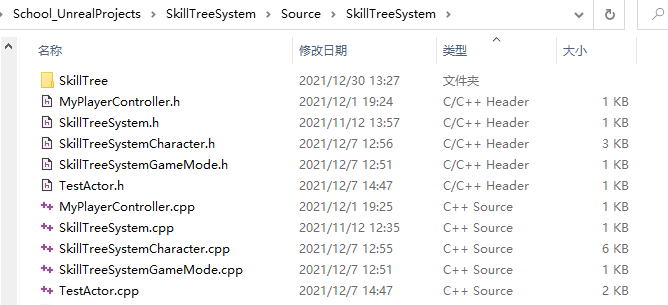 School_UnrealProjects > SkillTreeSystem > Source > SkillTreeSystem >
名称 修改日期 类型 大小
SkillTree 2021/12/30 13:27 文件夹
MyPlayerController.h 2021/12/1 19:24 C/C++ Header 1 KB
SkillTreeSystem.h 2021/11/12 13:57 C/C++ Header 1 KB
SkillTreeSystemCharacter.h 2021/12/7 12:56 C/C++ Header 3 KB
SkillTreeSystemGameMode.h 2021/12/7 12:51 C/C++ Header 1 KB
TestActor.h 2021/12/7 14:47 C/C++ Header 1 KB
MyPlayerController.cpp 2021/12/1 19:25 C++ Source 1 KB
SkillTreeSystem.cpp 2021/11/12 12:35 C++ Source 1 KB
SkillTreeSystemCharacter.cpp 2021/12/7 12:55 C++ Source 6 KB
SkillTreeSystemGameMode.cpp 2021/12/7 12:51 C++ Source 1 KB
TestActor.cpp 2021/12/7 14:47 C++ Source 2 KB